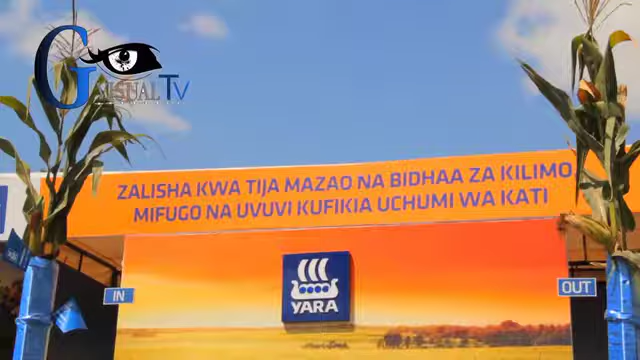 ZALISHA KWA TIJA MAZAO NA BIDHAA ZA KILIMO
MIFUGO NA UVUVI KUFIKIA UCHUMI WA KATI
YARA
IN
OUT